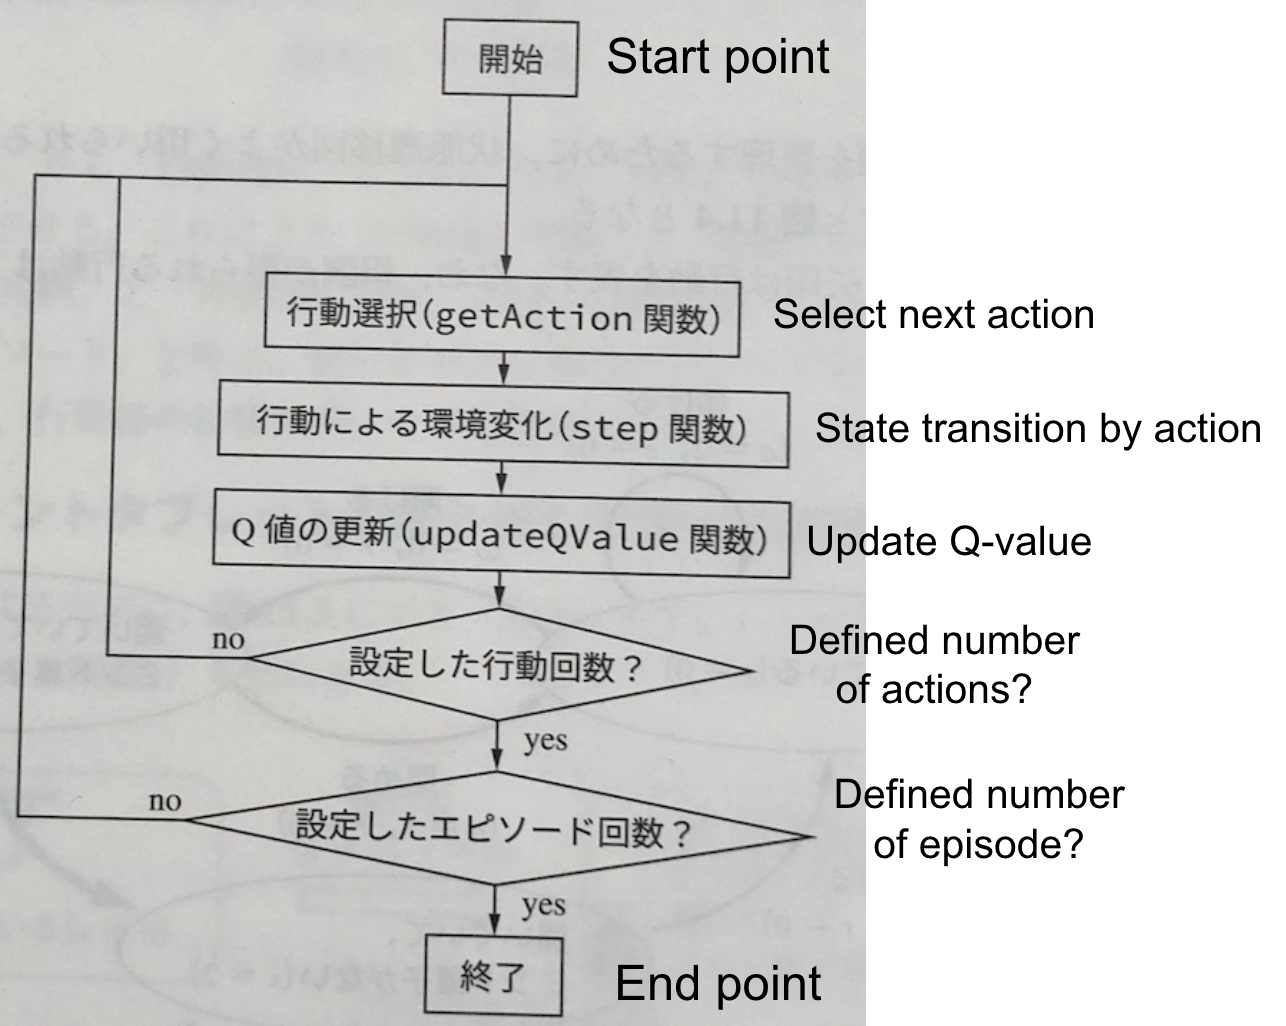 開始 Start point
行動選択(getAction 関数) Select next action
行動による環境変化(step 関数) State transition by action
Q 値の更新(updateQValue 関数) Update Q-value
no
設定した行動回数？
Defined number
of actions?
yes
no
設定したエピソード回数？
Defined number
of episode?
yes
終了 End point